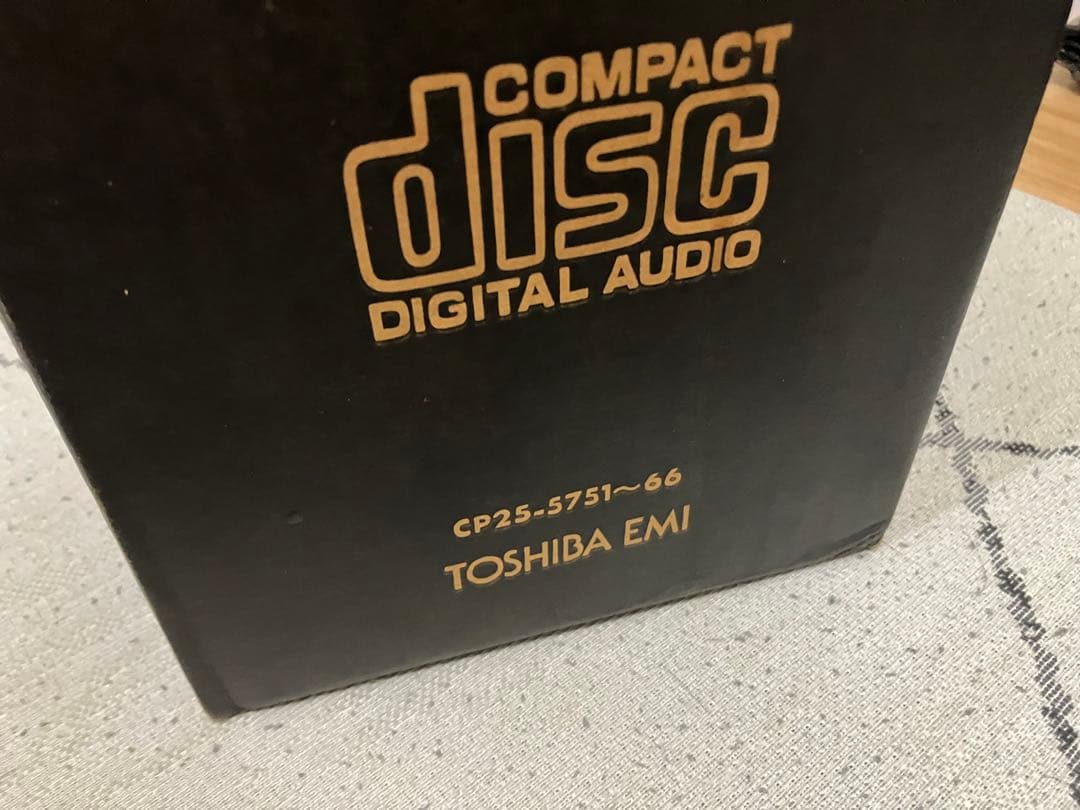 COMPACT
disc
DIGITAL AUDIO
CP25-5751〜66
TOSHIBA EMI